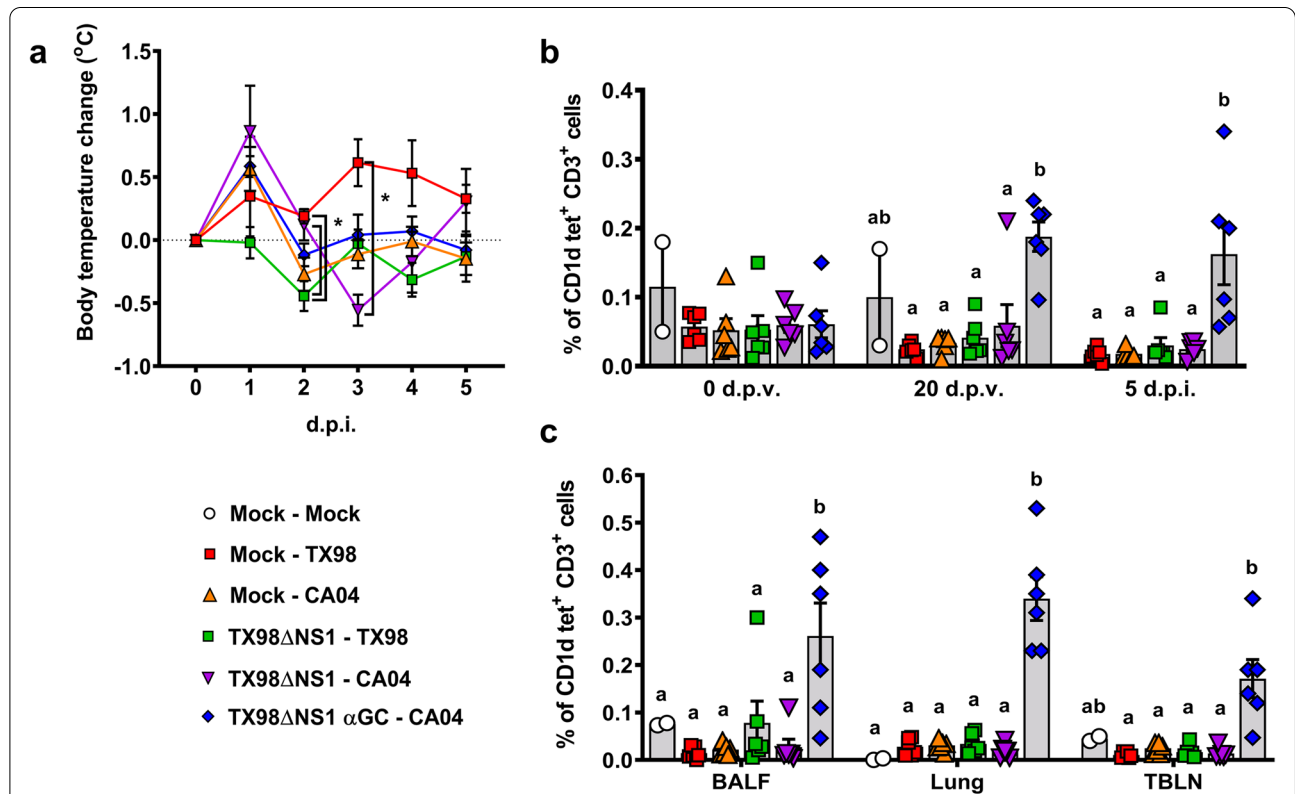 a
Body temperature change (°C)
1.5
1.0
0.5
0.0
-0.5
-1.0
*
*
0 1 2 3 4 5
d.p.i.
Mock - Mock
Mock - TX98
Mock - CA04
TX98ΔNS1 - TX98
TX98ΔNS1 - CA04
TX98ΔNS1 αGC - CA04
b
% of CD1d tet⁺ CD3⁺ cells
0.4
0.3
0.2
0.1
0.0
ab a a a a b
a a a a b
0 d.p.v. 20 d.p.v. 5 d.p.i.
c
% of CD1d tet⁺ CD3⁺ cells
0.6
0.5
0.4
0.3
0.2
0.1
0.0
a a a a a b
a a a a a b
ab a a a a b
BALF Lung TBLN